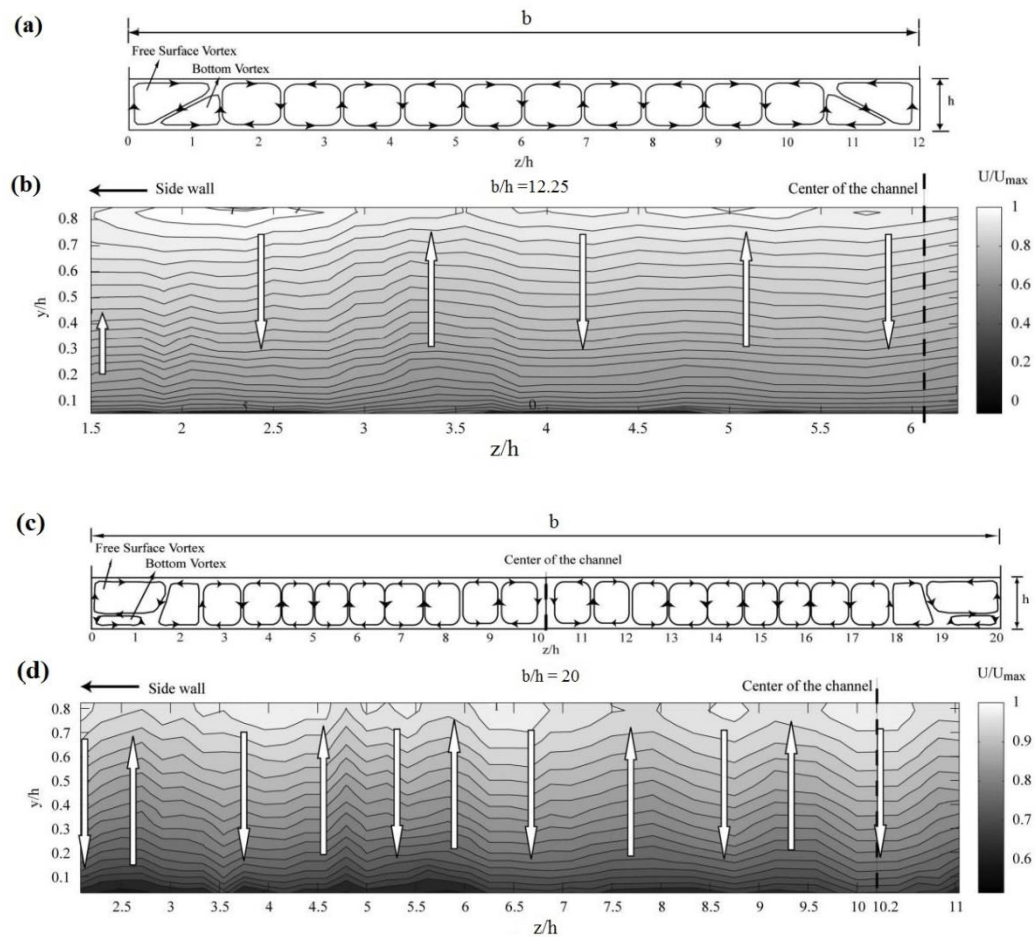 (a)
b
Free Surface Vortex
Bottom Vortex
h
0 1 2 3 4 5 6 7 8 9 10 11 12
z/h
(b)
Side wall
b/h =12.25
Center of the channel
U/Umax
y/h
0.8
0.7
0.6
0.5
0.4
0.3
0.2
0.1
1.5 2 2.5 3 3.5 4 4.5 5 5.5 6
z/h
1
0.8
0.6
0.4
0.2
0
0.
(c)
b
Free Surface Vortex
Bottom Vortex
Center of the channel
h
0 1 2 3 4 5 6 7 8 9 10 11 12 13 14 15 16 17 18 19 20
z/h
(d)
Side wall
b/h = 20
Center of the channel
U/Umax
y/h
0.8
0.7
0.6
0.5
0.4
0.3
0.2
0.1
2.5 3 3.5 4 4.5 5 5.5 6 6.5 7 7.5 8 8.5 9 9.5 10 10.2 11
z/h
1
0.9
0.8
0.7
0.6